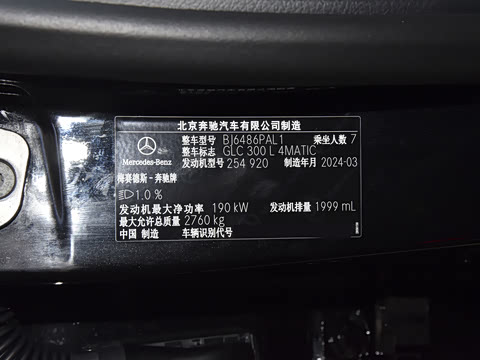 北京奔驰汽车有限公司制造
整车型号 BJ6486PAL1 乘坐人数 7
整车标志 GLC 300 L 4MATIC
发动机型号 254 920 制造年月 2024-03
Mercedes-Benz
梅赛德斯-奔驰牌
1.0 %
发动机最大净功率 190 kW 发动机排量 1999 mL
最大允许总质量 2760 kg
中国 制造 车辆识别代号